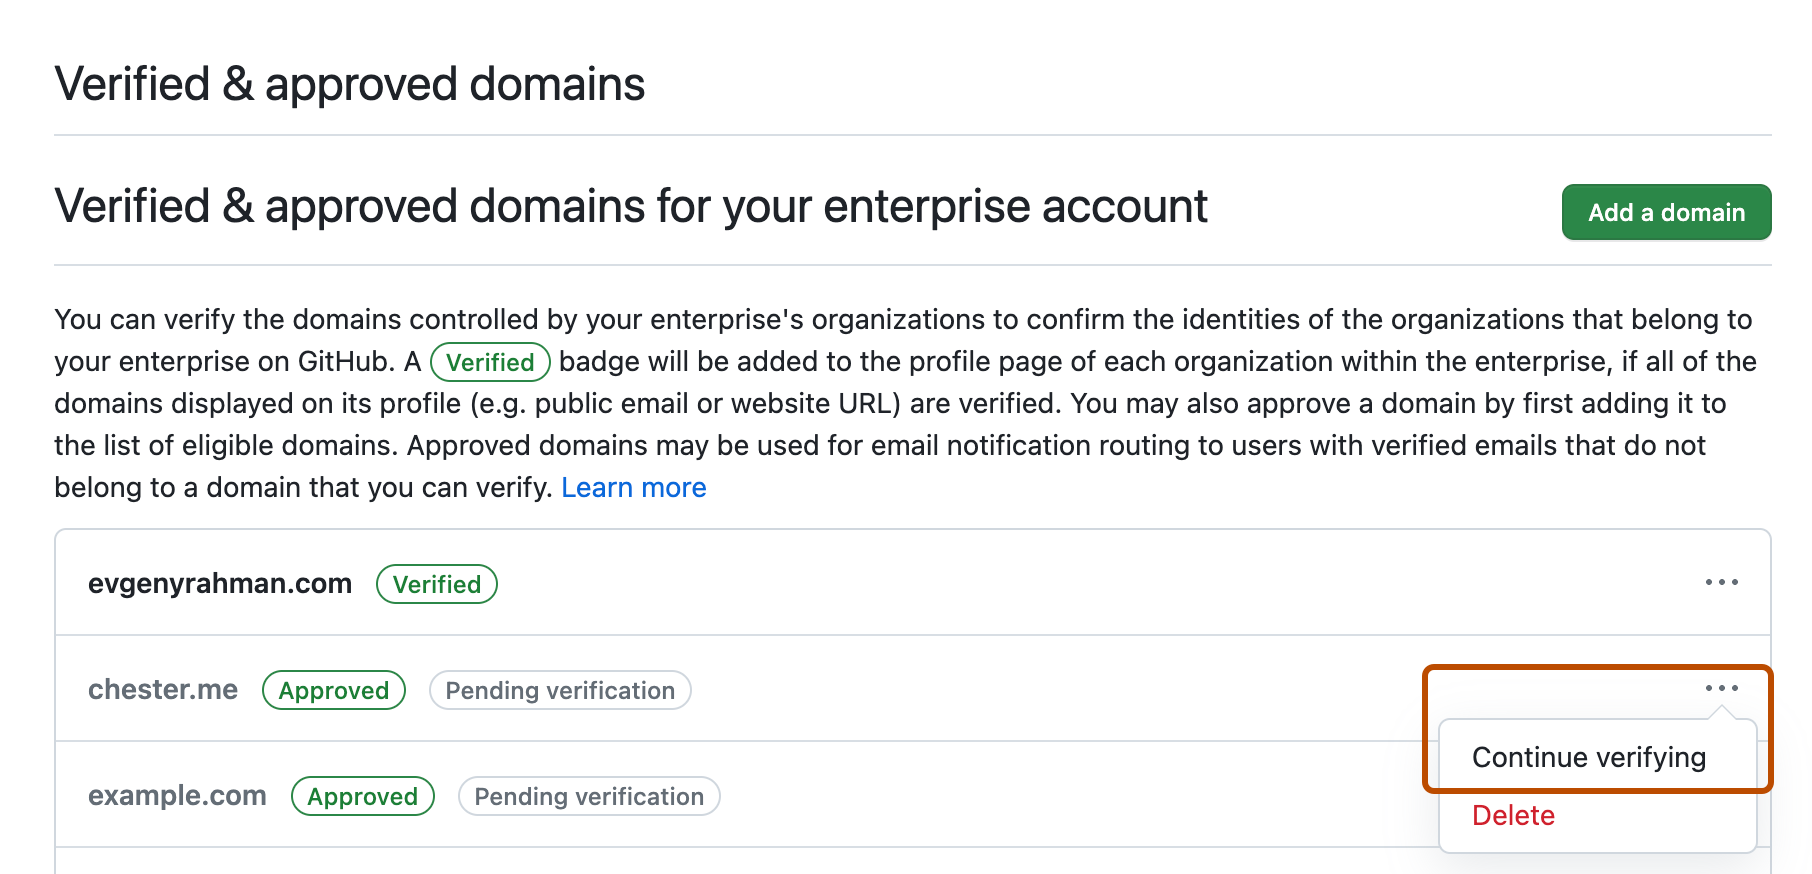 Verified & approved domains
Verified & approved domains for your enterprise account
Add a domain
You can verify the domains controlled by your enterprise's organizations to confirm the identities of the organizations that belong to
your enterprise on GitHub. A Verified badge will be added to the profile page of each organization within the enterprise, if all of the
domains displayed on its profile (e.g. public email or website URL) are verified. You may also approve a domain by first adding it to
the list of eligible domains. Approved domains may be used for email notification routing to users with verified emails that do not
belong to a domain that you can verify. Learn more
evgenyrahman.com Verified
chester.me Approved Pending verification
Continue verifying
example.com Approved Pending verification
Delete